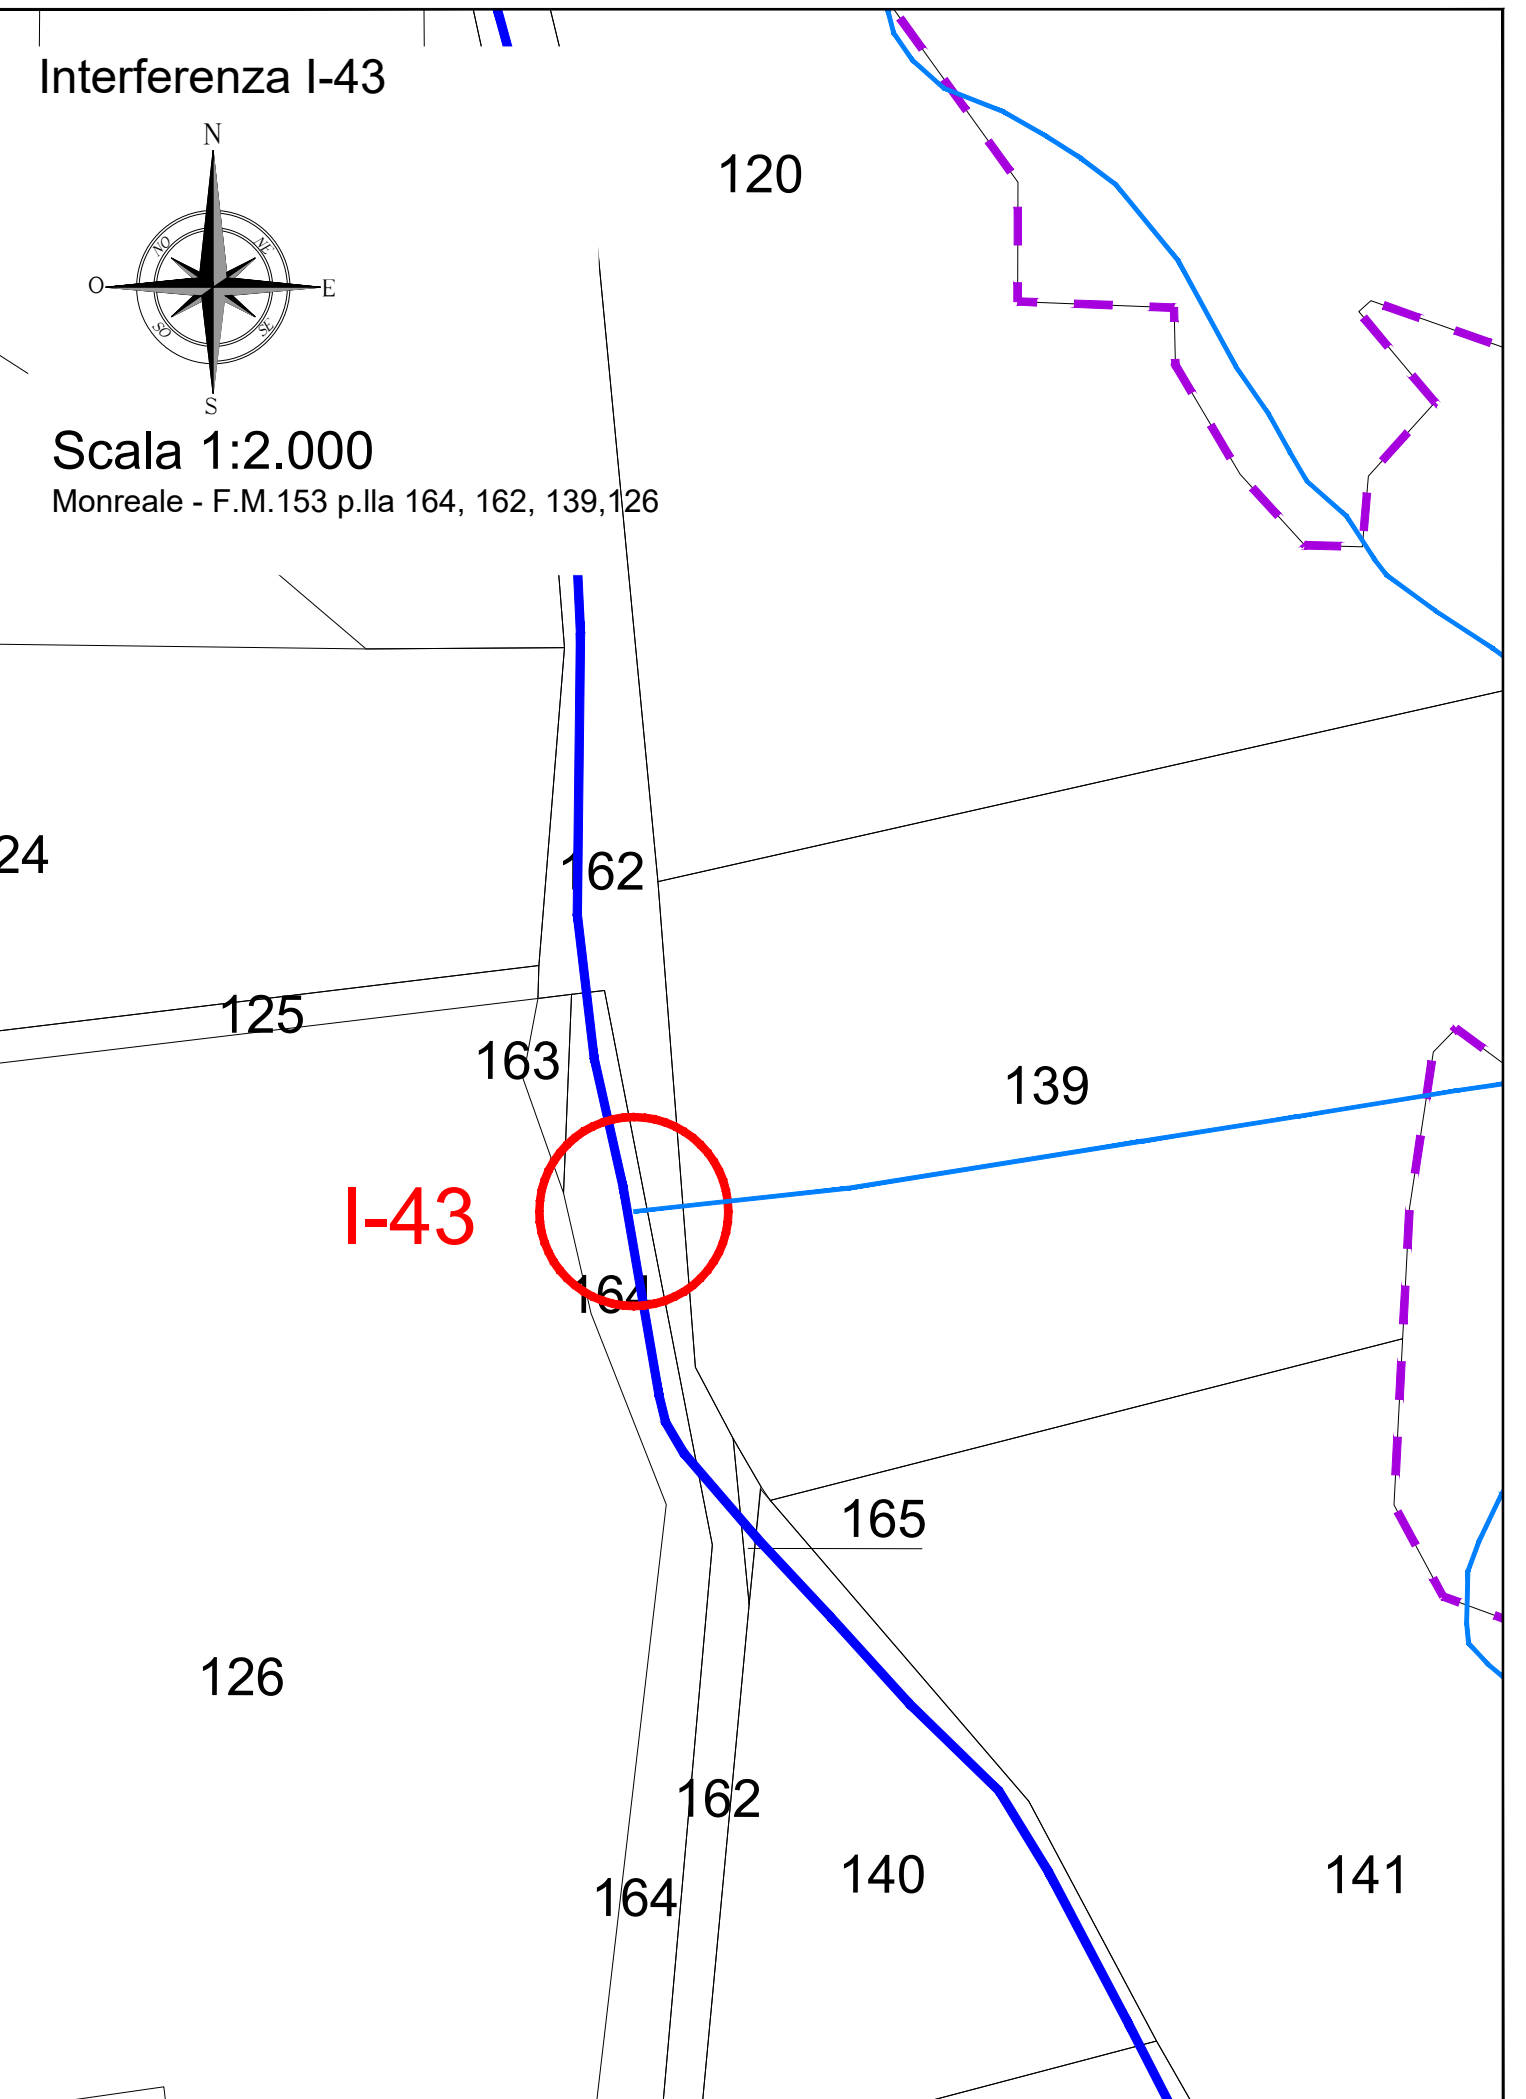 Interferenza I-43
N
NO
NE
O
E
SO
SE
S
Scala 1:2.000
Monreale - F.M.153 p.lla 164, 162, 139,126
120
24
162
125
163
139
I-43
164
165
126
162
140
141
164